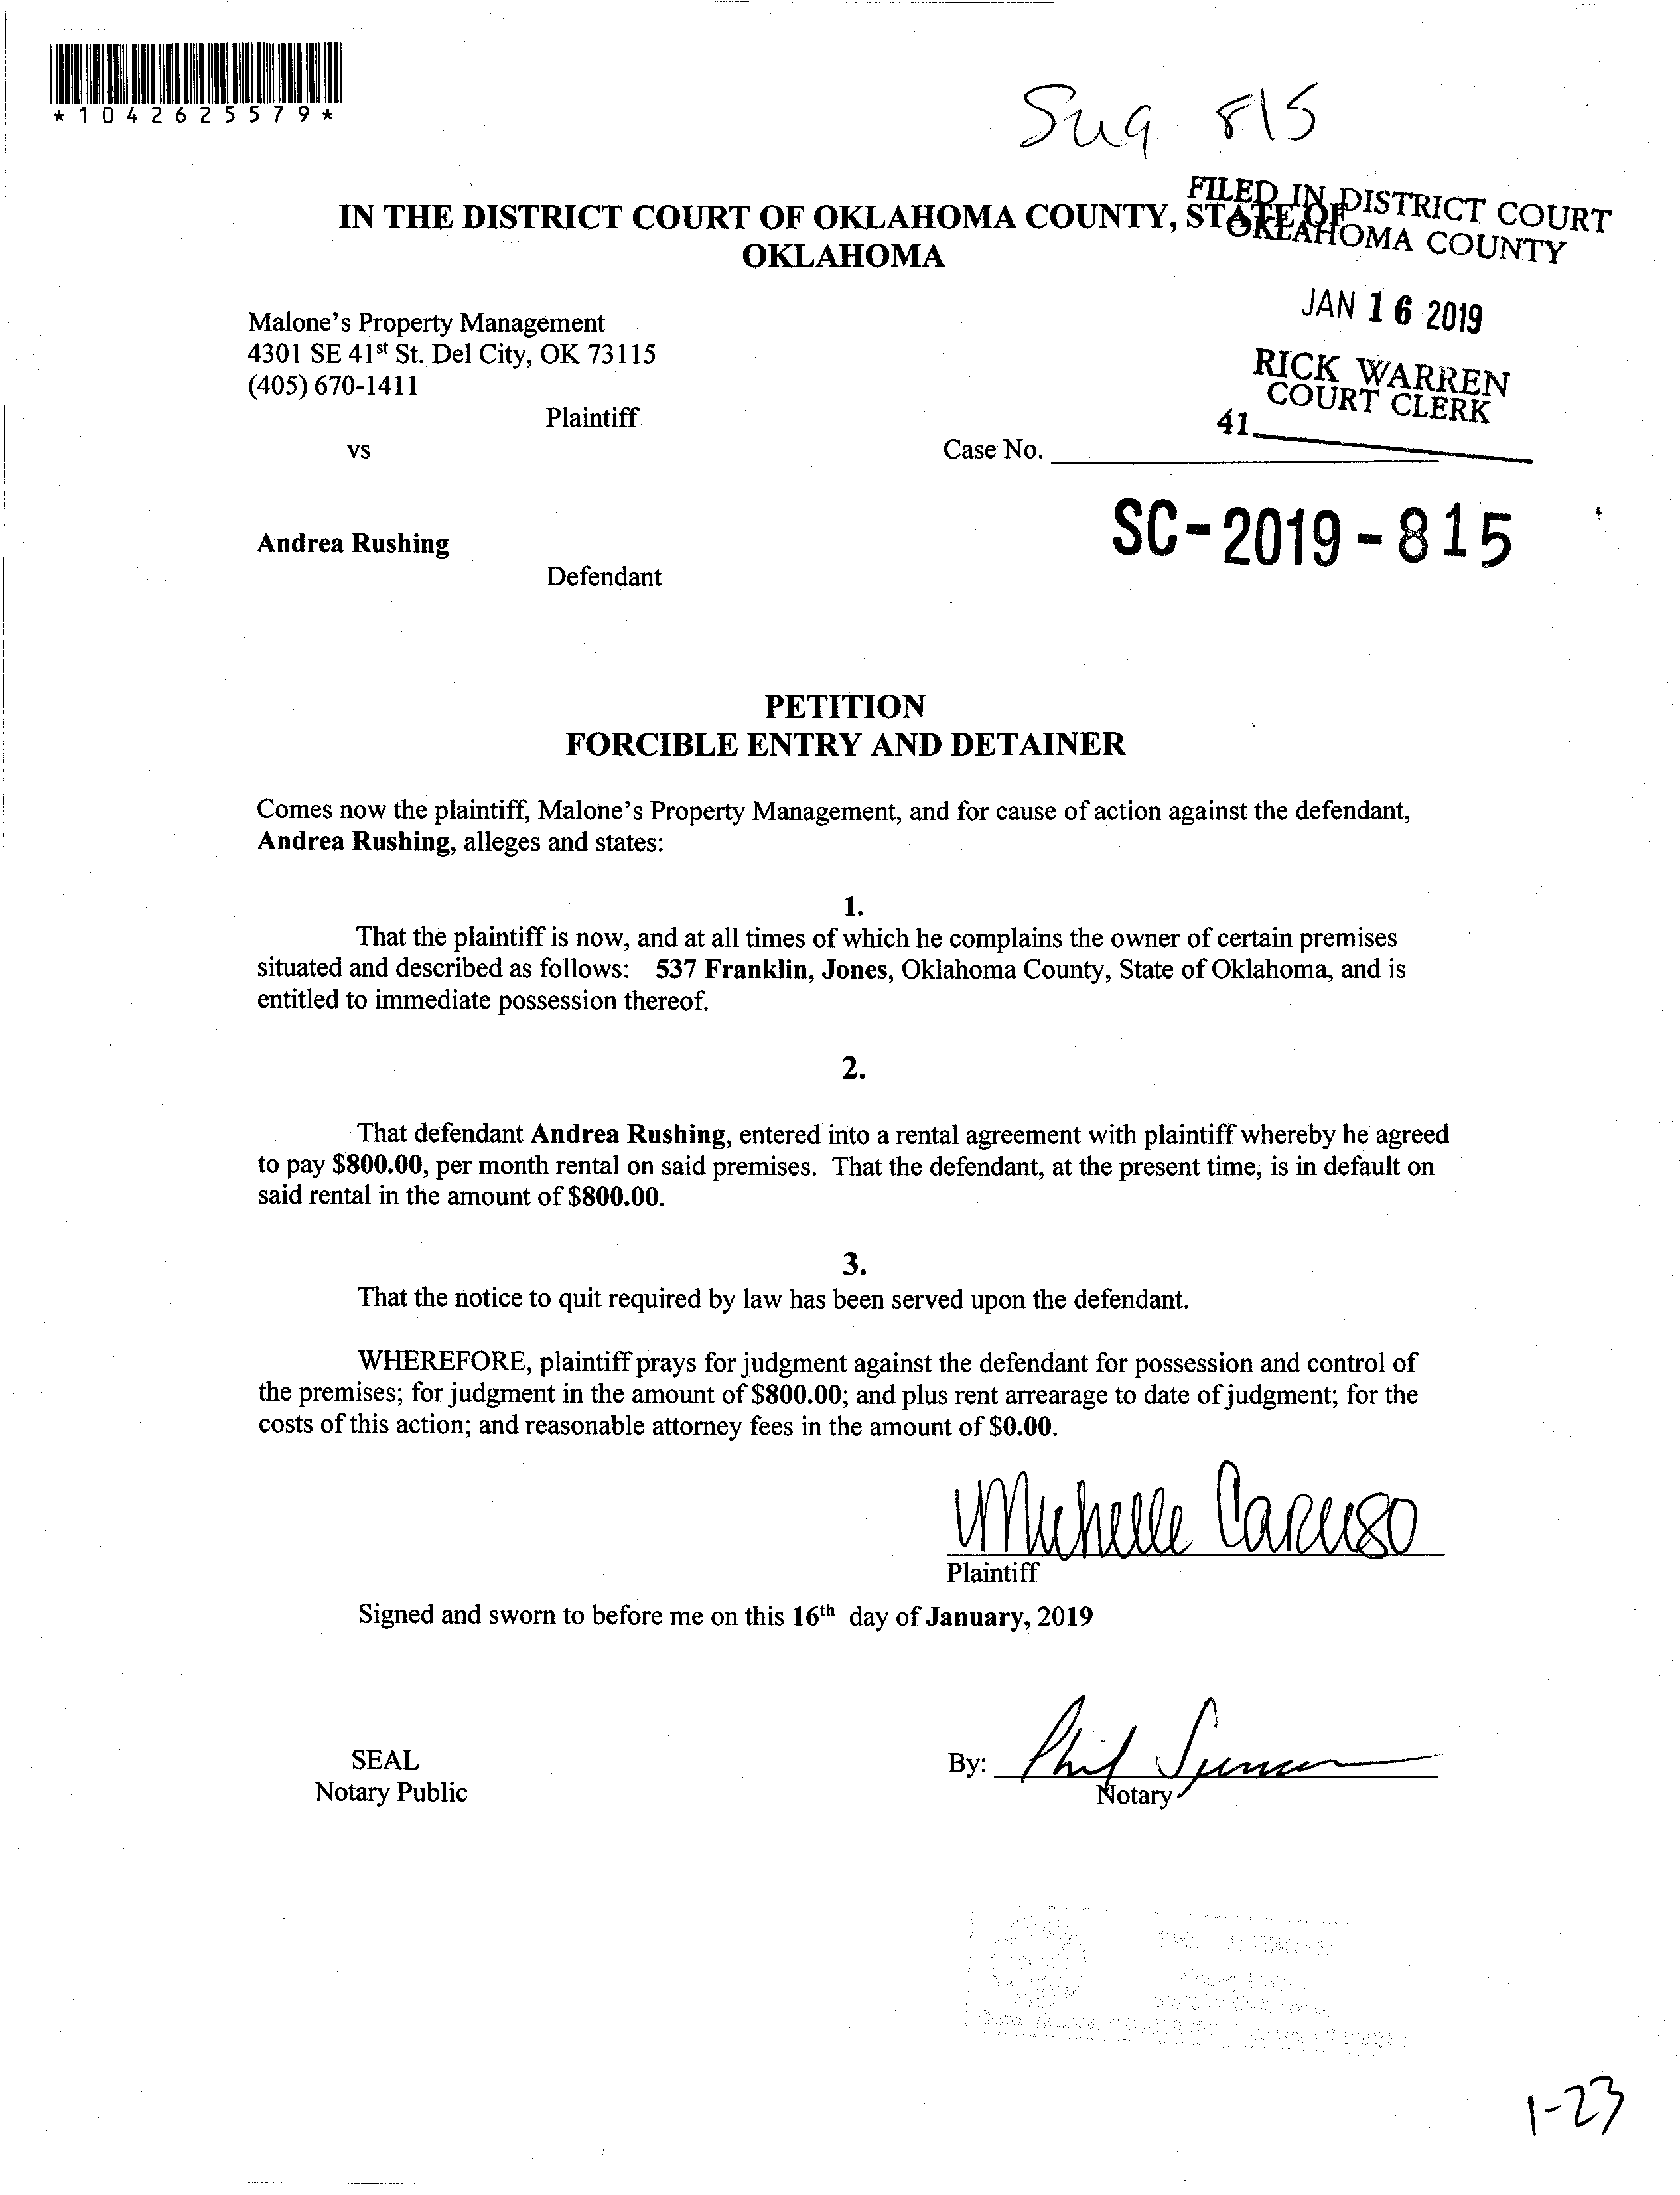 *1042625579*
815
FILED IN DISTRICT COURT
OKLAHOMA COUNTY
IN THE DISTRICT COURT OF OKLAHOMA COUNTY, STATE OF
OKLAHOMA
JAN 16 2019
RICK WARREN
COURT CLERK
41
Malone's Property Management
4301 SE 41st St. Del City, OK 73115
(405) 670-1411
Plaintiff
vs
Case No.
SC-2019-815
Andrea Rushing
Defendant
PETITION
FORCIBLE ENTRY AND DETAINER
Comes now the plaintiff, Malone's Property Management, and for cause of action against the defendant,
Andrea Rushing, alleges and states:
1.
That the plaintiff is now, and at all times of which he complains the owner of certain premises
situated and described as follows: 537 Franklin, Jones, Oklahoma County, State of Oklahoma, and is
entitled to immediate possession thereof.
2.
That defendant Andrea Rushing, entered into a rental agreement with plaintiff whereby he agreed
to pay $800.00, per month rental on said premises. That the defendant, at the present time, is in default on
said rental in the amount of $800.00.
3.
That the notice to quit required by law has been served upon the defendant.
WHEREFORE, plaintiff prays for judgment against the defendant for possession and control of
the premises; for judgment in the amount of $800.00; and plus rent arrearage to date of judgment; for the
costs of this action; and reasonable attorney fees in the amount of $0.00.
Michelle Caruso
Plaintiff
Signed and sworn to before me on this 16th day of January, 2019
SEAL
Notary Public
By: Phil
Notary
1-23